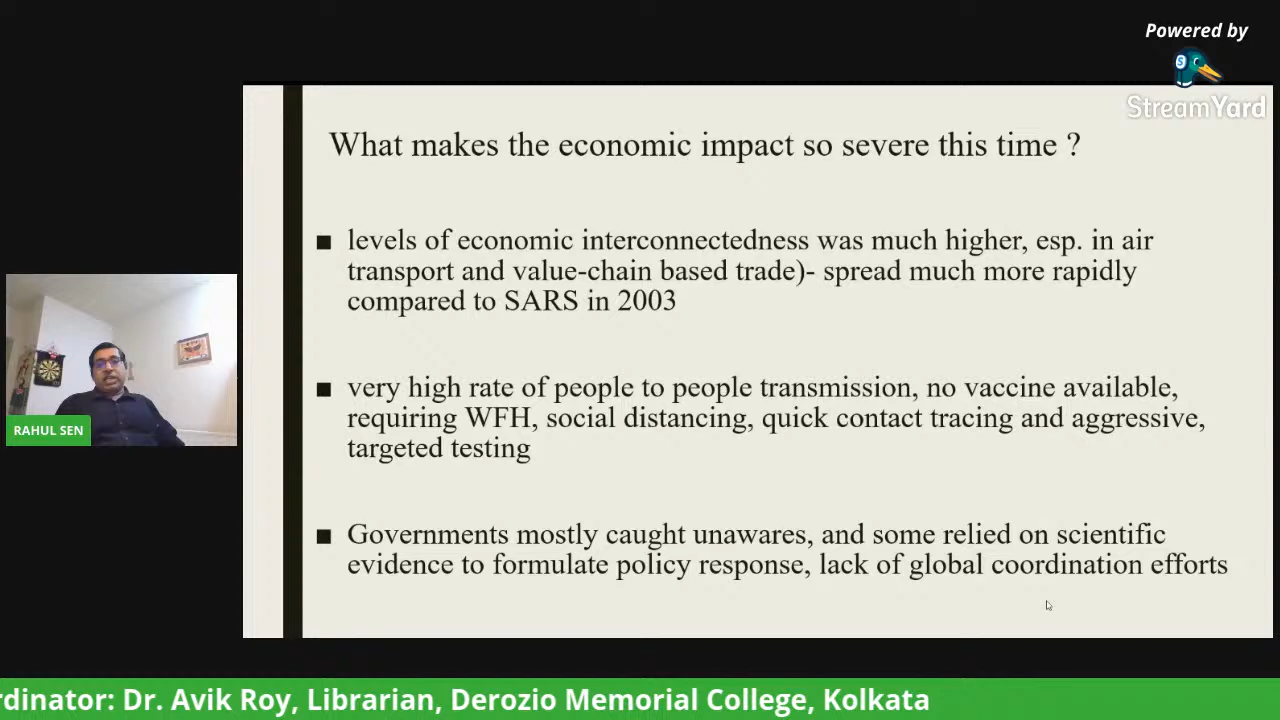 Powered by
StreamYard
What makes the economic impact so severe this time ?
■ levels of economic interconnectedness was much higher, esp. in air
transport and value-chain based trade)- spread much more rapidly
compared to SARS in 2003
■ very high rate of people to people transmission, no vaccine available,
requiring WFH, social distancing, quick contact tracing and aggressive,
targeted testing
■ Governments mostly caught unawares, and some relied on scientific
evidence to formulate policy response, lack of global coordination efforts
RAHUL SEN
rdinator: Dr. Avik Roy, Librarian, Derozio Memorial College, Kolkata